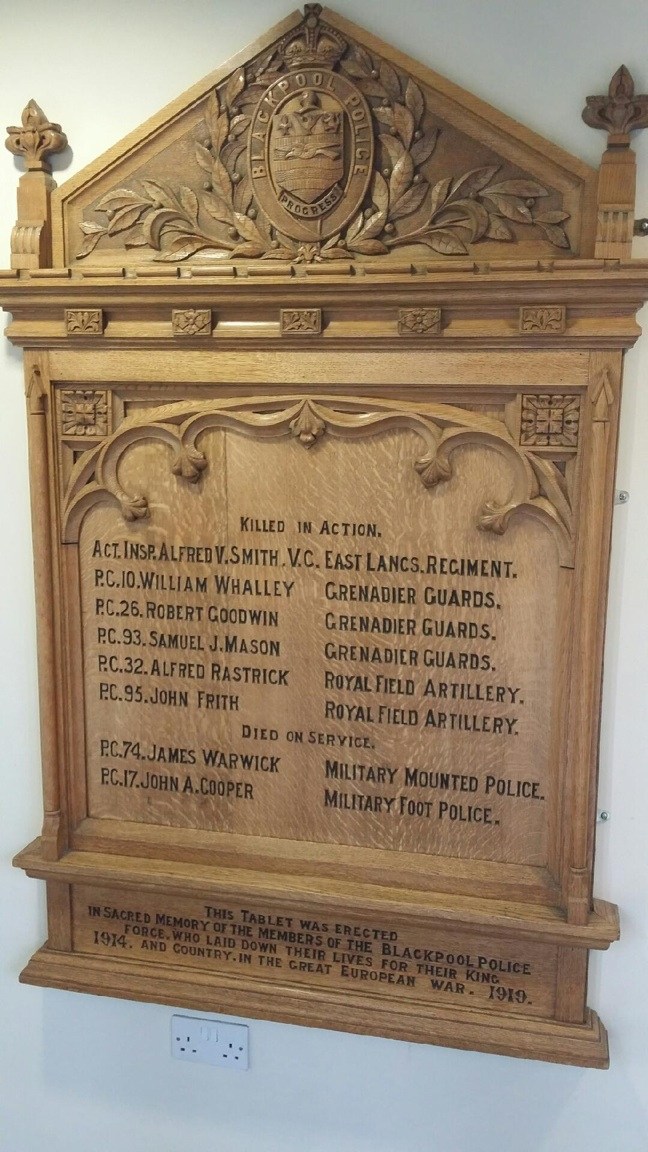 BLACKPOOL POLICE
PROGRESS
KILLED IN ACTION.
ACT. INSP. ALFRED V. SMITH. V.C. EAST LANCS. REGIMENT.
P.C. 10. WILLIAM WHALLEY GRENADIER GUARDS.
P.C. 26. ROBERT GOODWIN GRENADIER GUARDS.
P.C. 93. SAMUEL J. MASON GRENADIER GUARDS.
P.C. 32. ALFRED RASTRICK ROYAL FIELD ARTILLERY.
P.C. 95. JOHN FRITH ROYAL FIELD ARTILLERY.
DIED ON SERVICE.
P.C. 74. JAMES WARWICK MILITARY MOUNTED POLICE.
P.C. 17. JOHN A. COOPER MILITARY FOOT POLICE.
THIS TABLET WAS ERECTED
IN SACRED MEMORY OF THE MEMBERS OF THE BLACKPOOL POLICE
FORCE. WHO LAID DOWN THEIR LIVES FOR THEIR KING
1914. AND COUNTRY. IN THE GREAT EUROPEAN WAR. 1919.